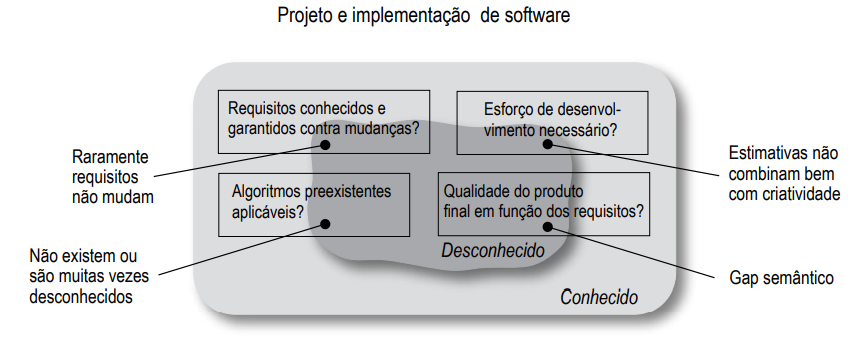 Projeto e implementação de software
Requisitos conhecidos e
garantidos contra mudanças?
Esforço de desenvol-
vimento necessário?
Raramente
requisitos
não mudam
Estimativas não
combinam bem
com criatividade
Algoritmos preexistentes
aplicáveis?
Qualidade do produto
final em função dos requisitos?
Não existem ou
são muitas vezes
desconhecidos
Desconhecido
Gap semântico
Conhecido